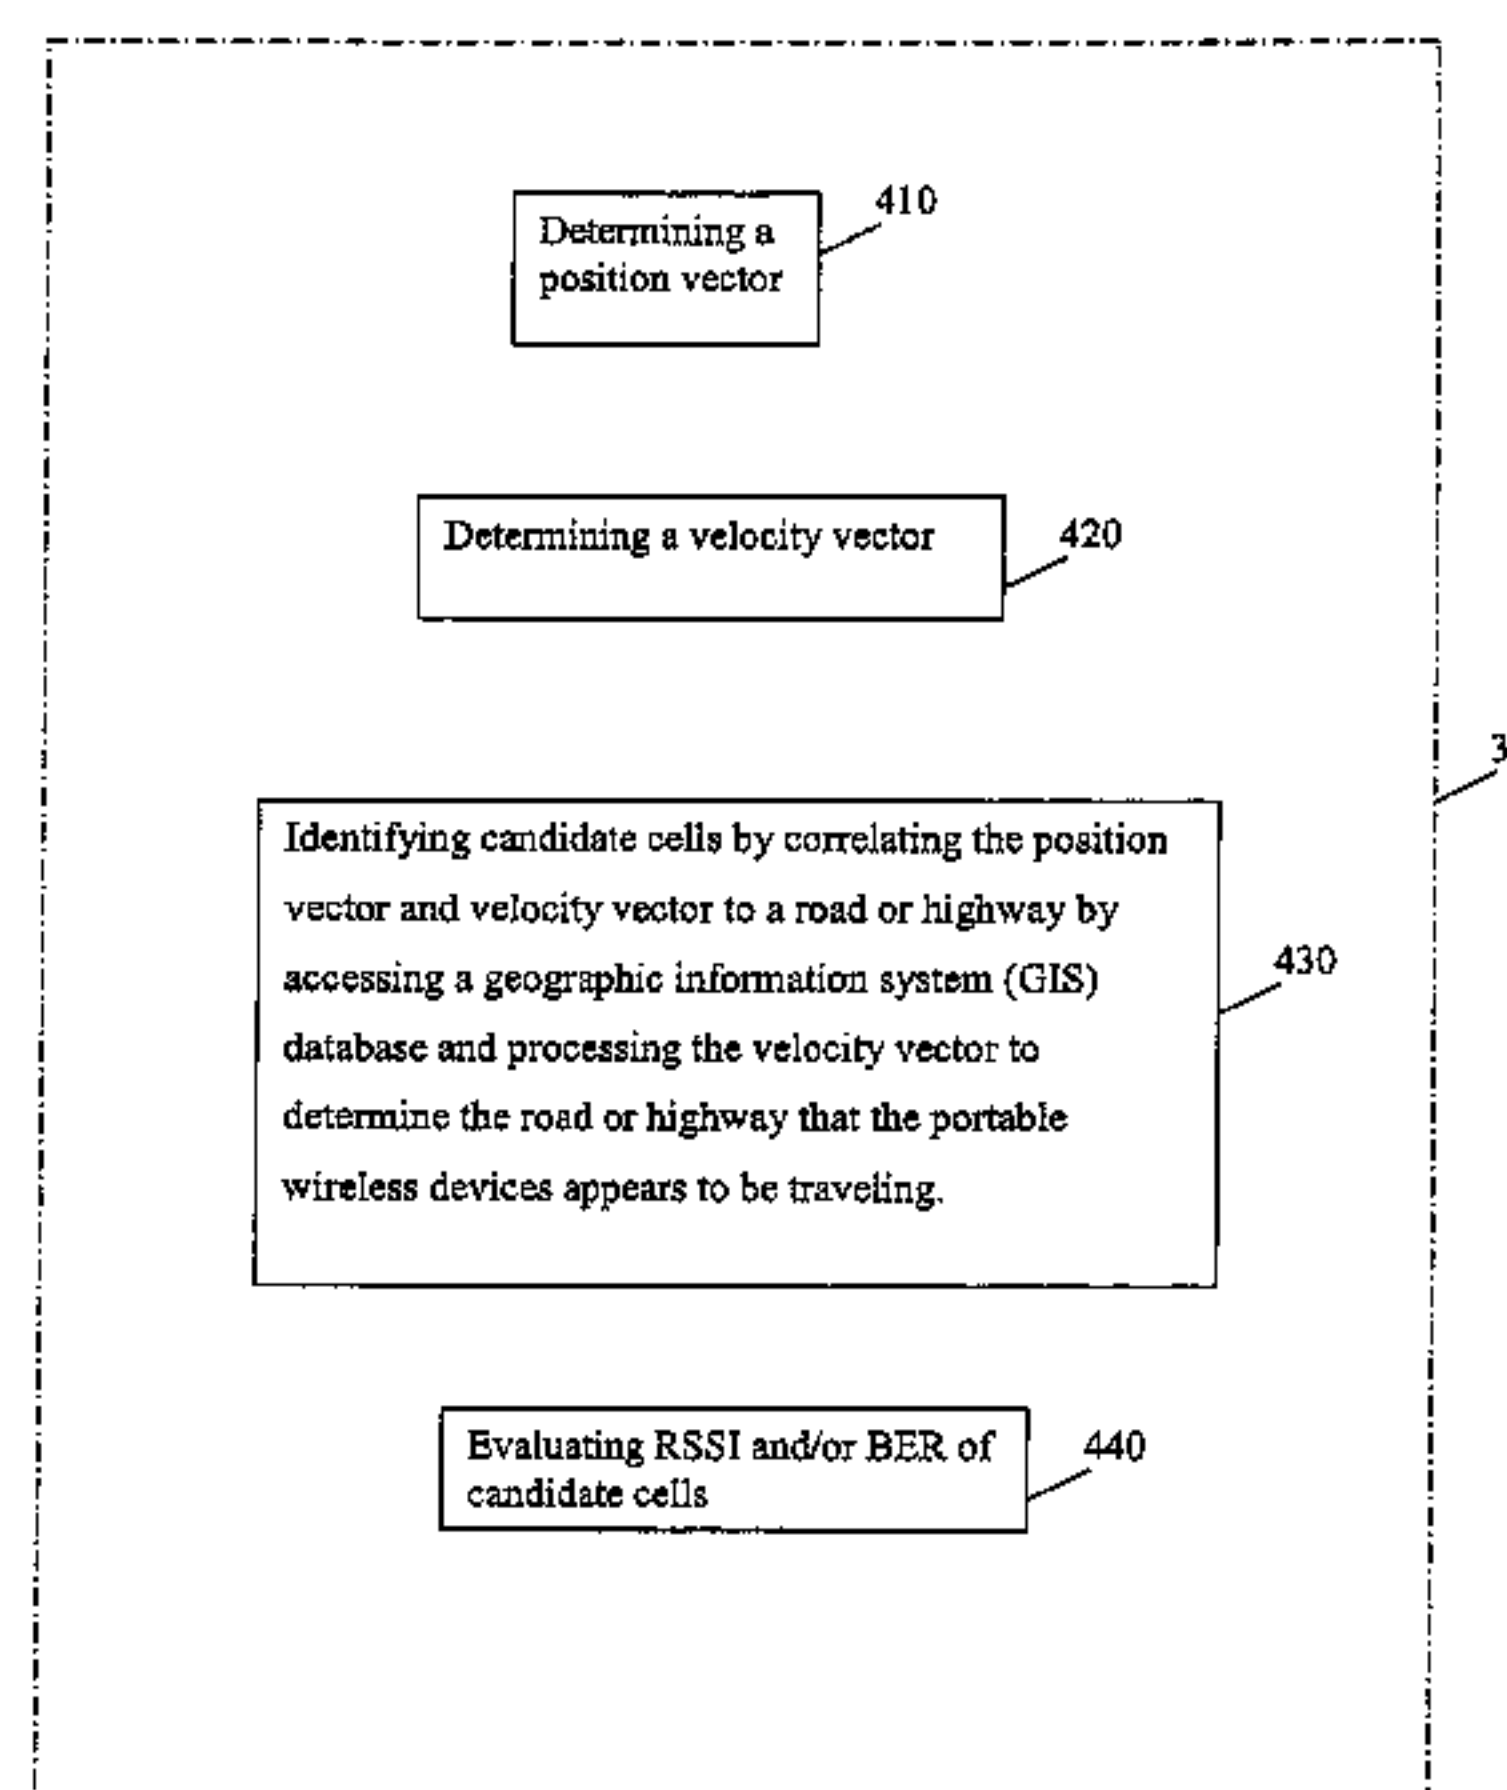 410
Determining a
position vector
Determining a velocity vector
420
3
Identifying candidate cells by correlating the position
vector and velocity vector to a road or highway by
accessing a geographic information system (GIS)
430
database and processing the velocity vector to
determine the road or highway that the portable
wireless devices appears to be traveling.
Evaluating RSSI and/or BER of
440
candidate cells